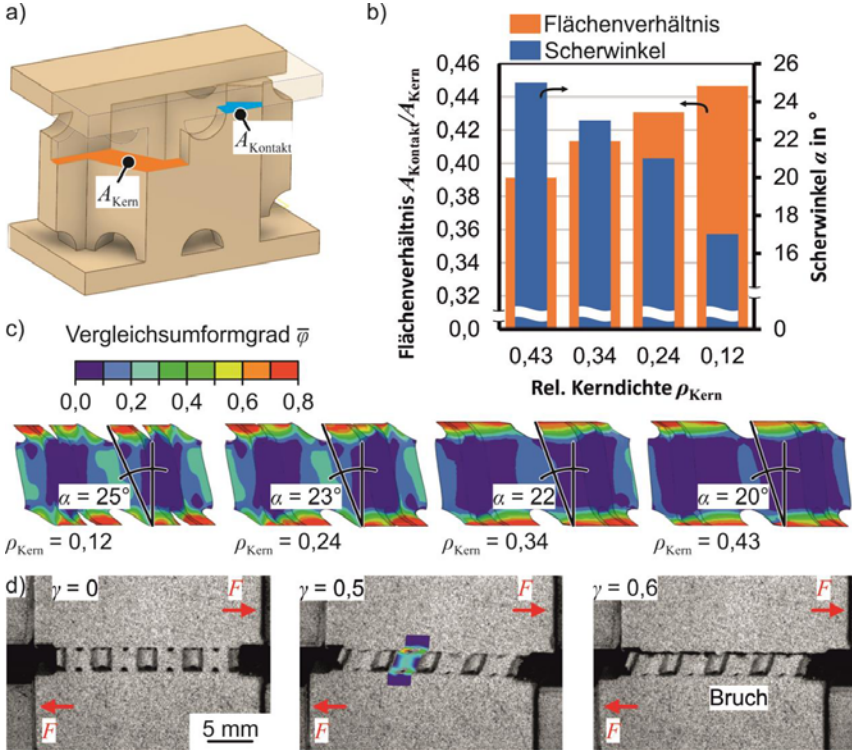 a)
A_Kontakt
A_Kern
b)
Flächenverhältnis
Scherwinkel
Flächenverhältnis A_Kontakt/A_Kern
0,46
0,44
0,42
0,40
0,38
0,36
0,34
0,32
0,0
26
24
22
20
18
16
0
Scherwinkel α in °
0,43 0,34 0,24 0,12
Rel. Kerndichte ρ_Kern
c)
Vergleichsumformgrad φ̅
0,0 0,2 0,4 0,6 0,8
α = 25° α = 23° α = 22 α = 20°
ρ_Kern = 0,12 ρ_Kern = 0,24 ρ_Kern = 0,34 ρ_Kern = 0,43
d)
γ = 0
F
F
5 mm
γ = 0,5
F
F
γ = 0,6
F
F
Bruch